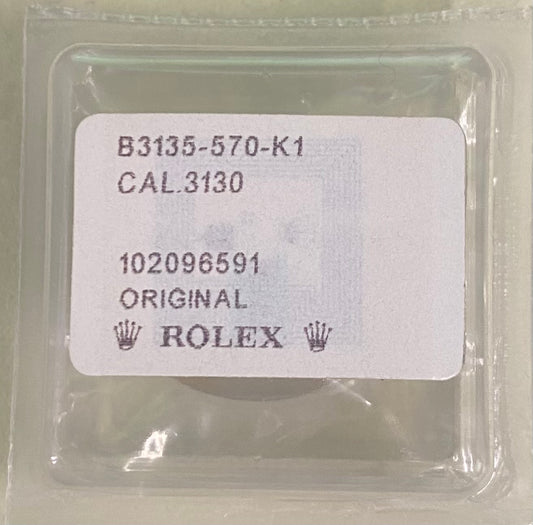 B3135-570-K1
CAL.3130
102096591
ORIGINAL
ROLEX